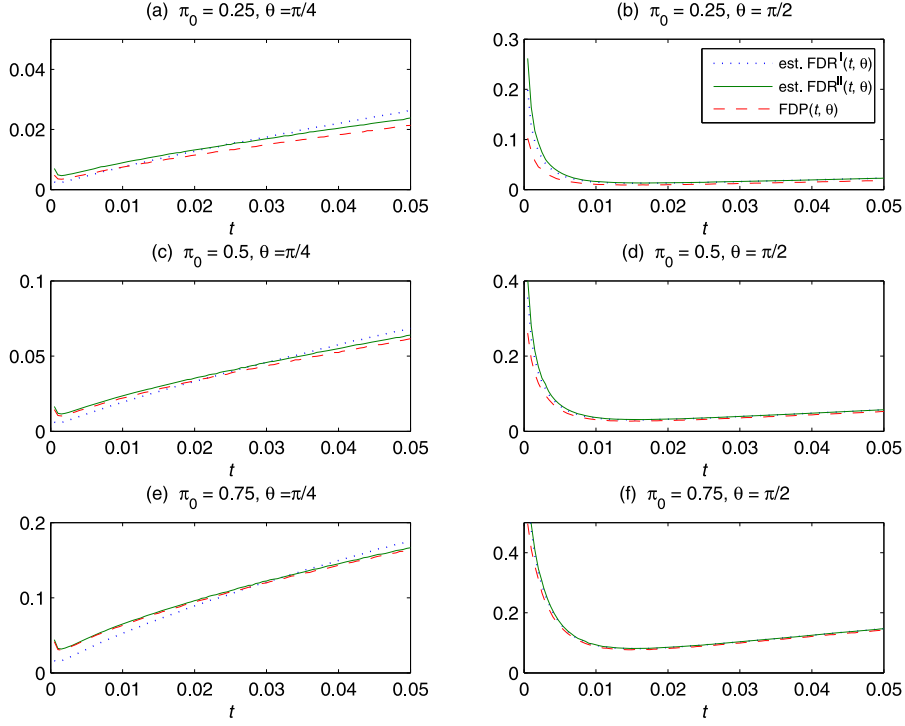 (a) π₀ = 0.25, θ =π/4
0.04
0.02
0
0 0.01 0.02 0.03 0.04 0.05
t
(b) π₀ = 0.25, θ =π/2
0.3
0.2
0.1
0
est. FDRᴵ(t, θ)
est. FDRᴵᴵ(t, θ)
FDP(t, θ)
0 0.01 0.02 0.03 0.04 0.05
t
(c) π₀ = 0.5, θ =π/4
0.1
0.05
0
0 0.01 0.02 0.03 0.04 0.05
t
(d) π₀ = 0.5, θ = π/2
0.4
0.2
0
0 0.01 0.02 0.03 0.04 0.05
t
(e) π₀ = 0.75, θ =π/4
0.2
0.1
0
0 0.01 0.02 0.03 0.04 0.05
t
(f) π₀ = 0.75, θ = π/2
0.4
0.2
0
0 0.01 0.02 0.03 0.04 0.05
t